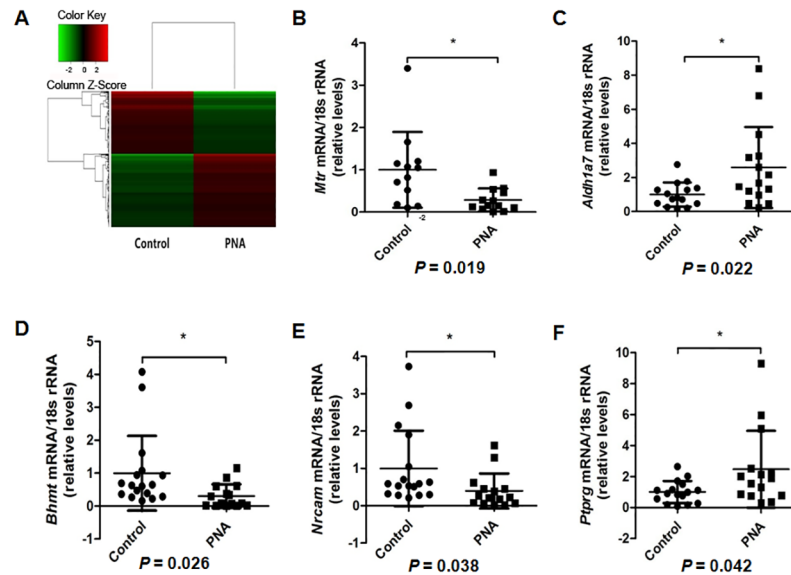 A
Color Key
-2 0 2
Column Z-Score
Control PNA
B
Mtr mRNA/18s rRNA
(relative levels)
4
3
2
1
0
*
-2
Control PNA
P = 0.019
C
Aldh1a7 mRNA/18s rRNA
(relative levels)
10
8
6
4
2
0
*
Control PNA
P = 0.022
D
Bhmt mRNA/18s rRNA
(relative levels)
5
4
3
2
1
0
-1
*
Control PNA
P = 0.026
E
Nrcam mRNA/18s rRNA
(relative levels)
5
4
3
2
1
0
-1
*
Control PNA
P = 0.038
F
Ptprg mRNA/18s rRNA
(relative levels)
10
8
6
4
2
0
-2
*
Control PNA
P = 0.042